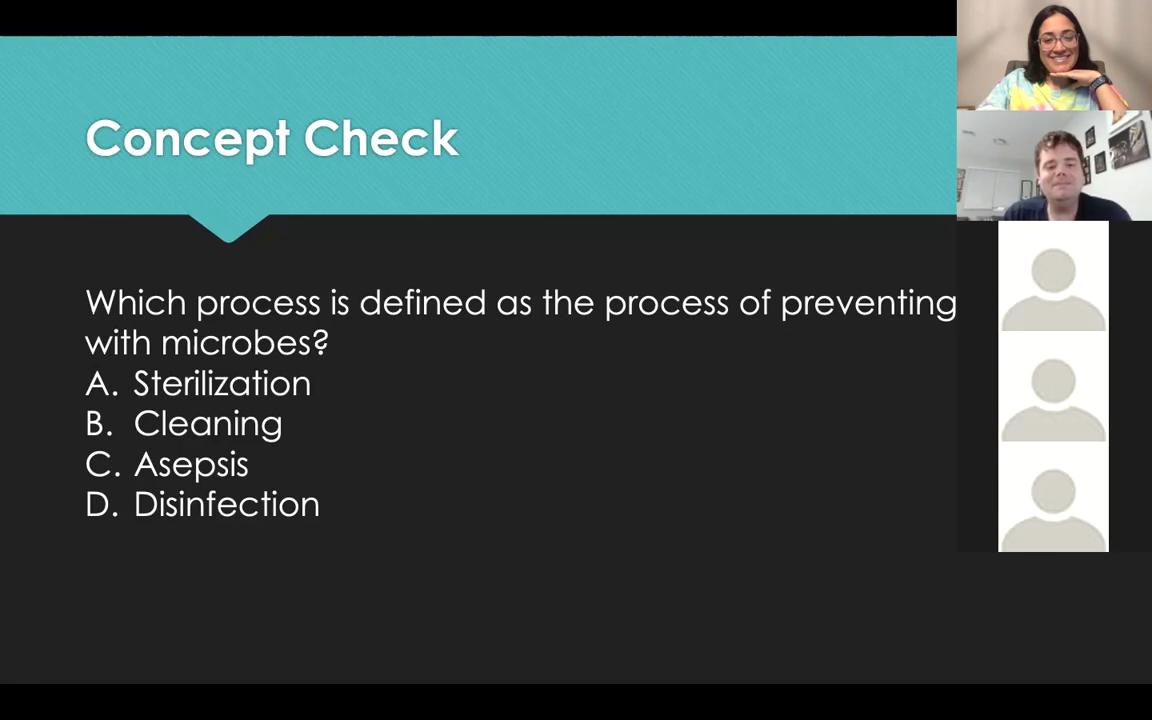 Concept Check
Which process is defined as the process of preventing
with microbes?
A. Sterilization
B. Cleaning
C. Asepsis
D. Disinfection